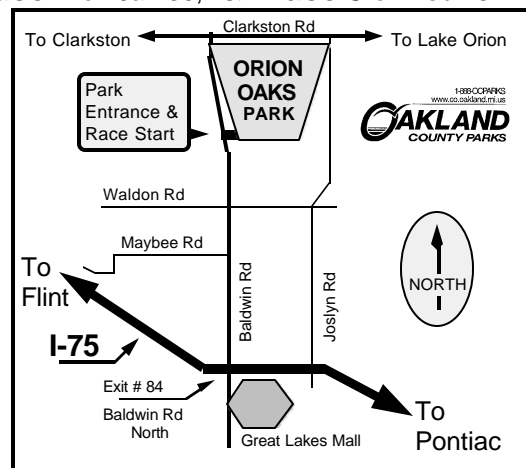 Clarkston Rd
To Clarkston
To Lake Orion
ORION
OAKS
PARK
Park
Entrance &
Race Start
1-888-OCPARKS
www.co.oakland.mi.us
OAKLAND
COUNTY PARKS
Waldon Rd
Maybee Rd
To
Flint
Baldwin Rd
Joslyn Rd
NORTH
I-75
Exit # 84
Baldwin Rd
North
Great Lakes Mall
To
Pontiac